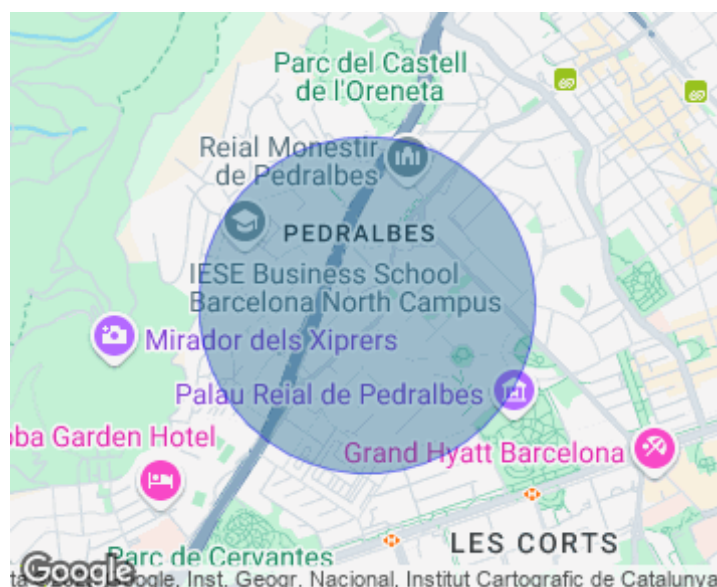 Parc del Castell
de l'Oreneta
Reial Monestir
de Pedralbes
PEDRALBES
IESE Business School
Barcelona North Campus
Mirador dels Xiprers
Palau Reial de Pedralbes
oba Garden Hotel
Grand Hyatt Barcelona
LES CORTS
Parc de Cervantes
Google
Google, Inst. Geogr. Nacional, Institut Cartografic de Catalunya